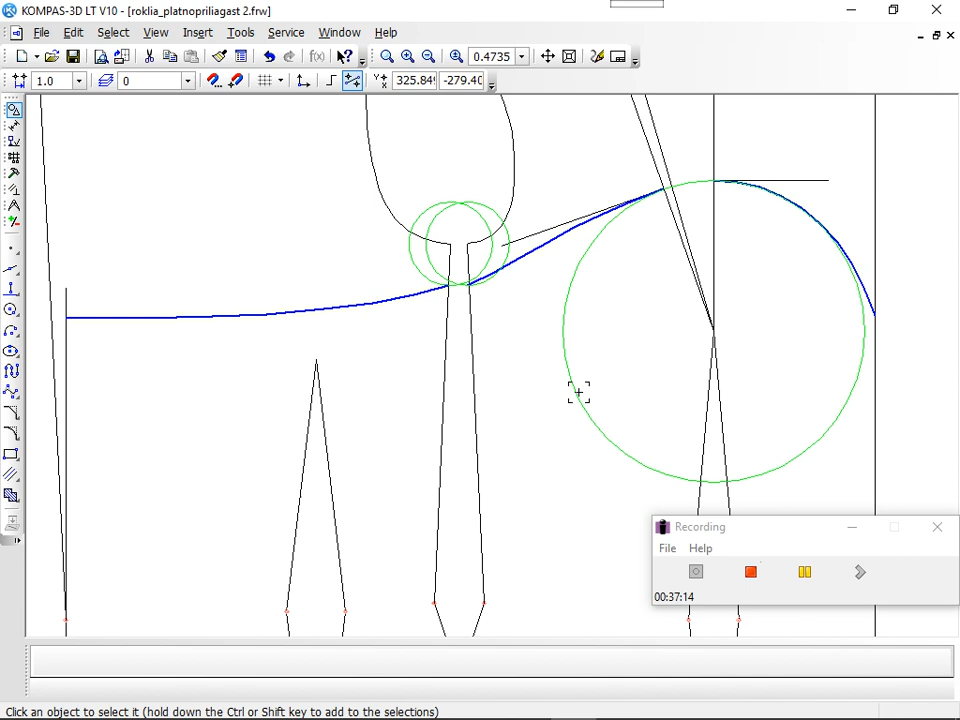 KOMPAS-3D LT V10 - [roklia_platnopriliagast 2.frw]
File Edit Select View Insert Tools Service Window Help
f(x) 0.4735
1.0 0 325.849 -279.40
Recording
File Help
00:37:14
Click an object to select it (hold down the Ctrl or Shift key to add to the selections)